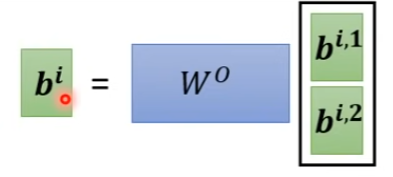 b^i = W^O b^{i,1}
b^{i,2}